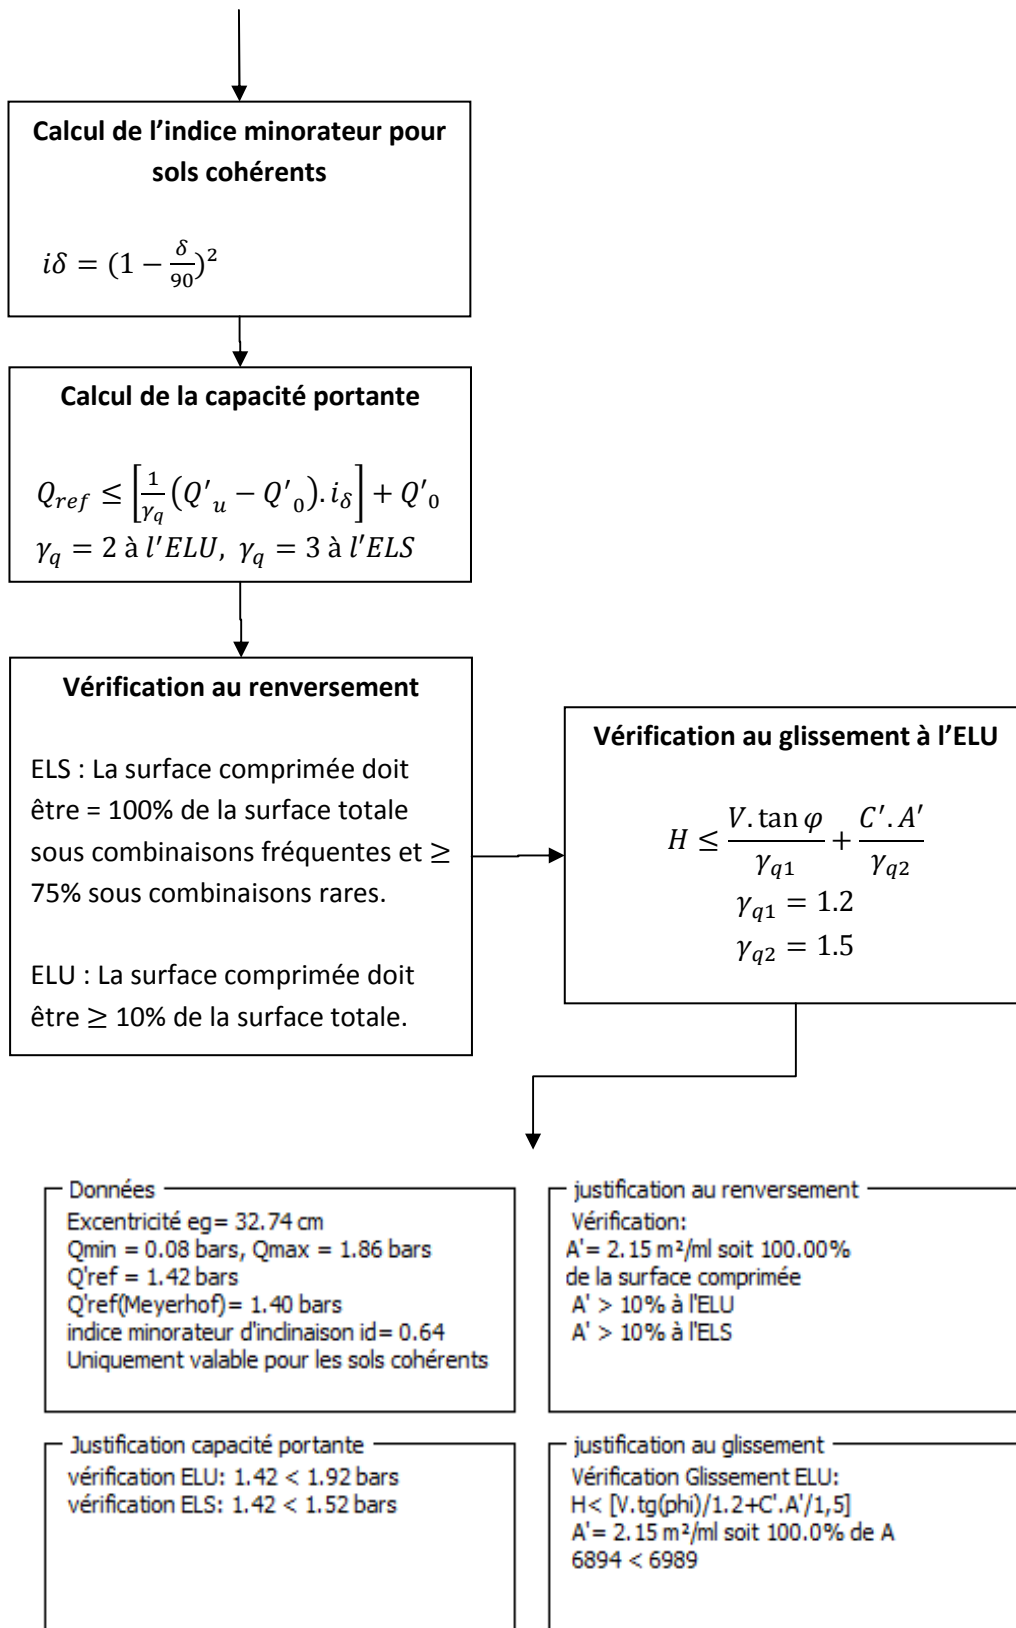 Calcul de l'indice minorateur pour
sols cohérents
iδ = (1 − δ/90)²
Calcul de la capacité portante
Q_ref ≤ [1/γ_q (Q'_u − Q'_0). i_δ] + Q'_0
γ_q = 2 à l'ELU, γ_q = 3 à l'ELS
Vérification au renversement
ELS : La surface comprimée doit
être = 100% de la surface totale
sous combinaisons fréquentes et ≥
75% sous combinaisons rares.
ELU : La surface comprimée doit
être ≥ 10% de la surface totale.
Vérification au glissement à l'ELU
H ≤ V. tan φ/γ_q1 + C'. A'/γ_q2
γ_q1 = 1.2
γ_q2 = 1.5
Données
Excentricité eg= 32.74 cm
Qmin = 0.08 bars, Qmax = 1.86 bars
Q'ref = 1.42 bars
Q'ref(Meyerhof)= 1.40 bars
indice minorateur d'inclinaison id= 0.64
Uniquement valable pour les sols cohérents
justification au renversement
Vérification:
A'= 2.15 m²/ml soit 100.00%
de la surface comprimée
A' > 10% à l'ELU
A' > 10% à l'ELS
Justification capacité portante
vérification ELU: 1.42 < 1.92 bars
vérification ELS: 1.42 < 1.52 bars
justification au glissement
Vérification Glissement ELU:
H< [V.tg(phi)/1.2+C'.A'/1,5]
A'= 2.15 m²/ml soit 100.0% de A
6894 < 6989